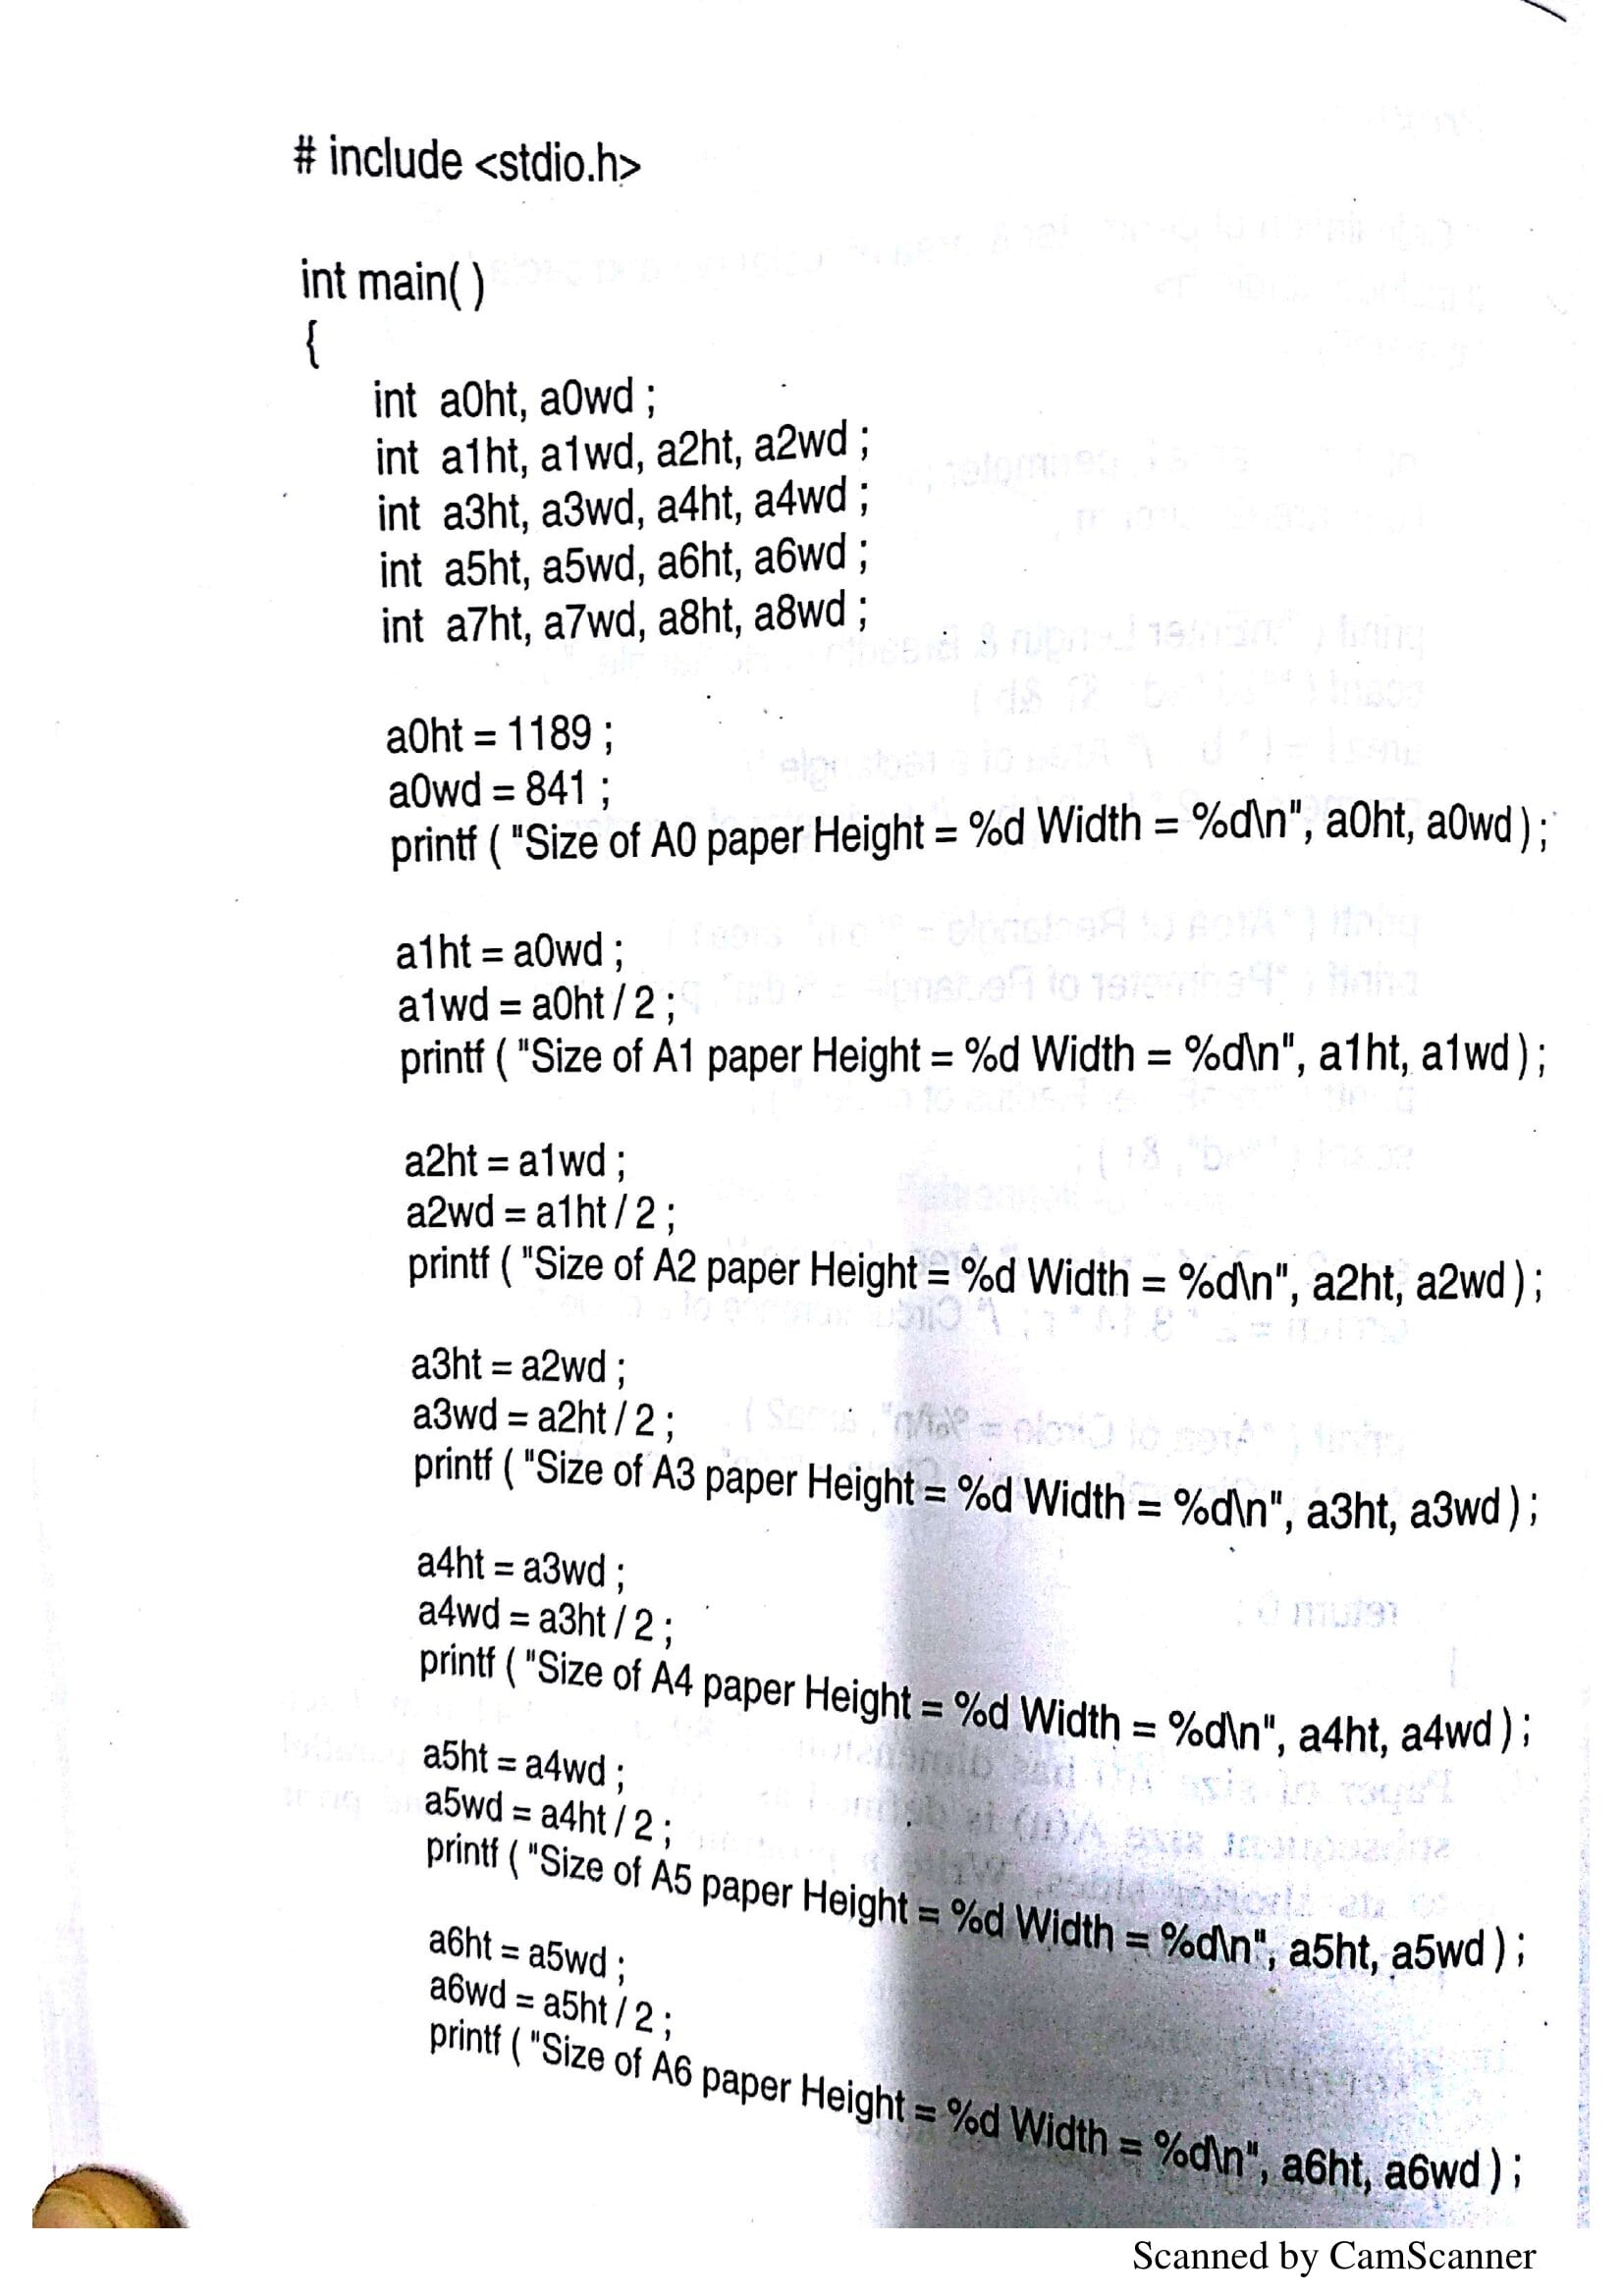 # include <stdio.h>
int main( )
{
int a0ht, a0wd ;
int a1ht, a1wd, a2ht, a2wd ;
int a3ht, a3wd, a4ht, a4wd ;
int a5ht, a5wd, a6ht, a6wd ;
int a7ht, a7wd, a8ht, a8wd ;
a0ht = 1189 ;
a0wd = 841 ;
printf ( "Size of A0 paper Height = %d Width = %d\n", a0ht, a0wd ) ;
a1ht = a0wd ;
a1wd = a0ht / 2 ;
printf ( "Size of A1 paper Height = %d Width = %d\n", a1ht, a1wd ) ;
a2ht = a1wd ;
a2wd = a1ht / 2 ;
printf ( "Size of A2 paper Height = %d Width = %d\n", a2ht, a2wd ) ;
a3ht = a2wd ;
a3wd = a2ht / 2 ;
printf ( "Size of A3 paper Height = %d Width = %d\n", a3ht, a3wd ) ;
a4ht = a3wd ;
a4wd = a3ht / 2 ;
printf ( "Size of A4 paper Height = %d Width = %d\n", a4ht, a4wd ) ;
a5ht = a4wd ;
a5wd = a4ht / 2 ;
printf ( "Size of A5 paper Height = %d Width = %d\n", a5ht, a5wd ) ;
a6ht = a5wd ;
a6wd = a5ht / 2 ;
printf ( "Size of A6 paper Height = %d Width = %d\n", a6ht, a6wd ) ;
Scanned by CamScanner